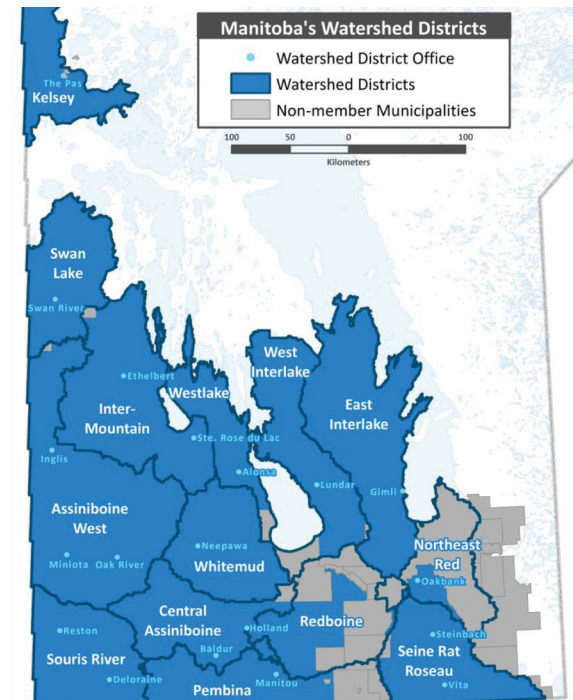 Manitoba's Watershed Districts
Watershed District Office
Watershed Districts
Non-member Municipalities
100 50 0 100
Kilometers
The Pas
Kelsey
Swan
Lake
Swan River
Ethelbert
Westlake
West
Interlake
Inter-
Mountain
East
Interlake
Ste. Rose du Lac
Inglis
Alonsa
Lundar
Gimli
Assiniboine
West
Northeast
Red
Neepawa
Miniota
Oak River
Whitemud
Oakbank
Central
Assiniboine
Redboine
Reston
Holland
Steinbach
Souris River
Baldur
Seine Rat
Roseau
Deloraine
Manitou
Vita
Pembina